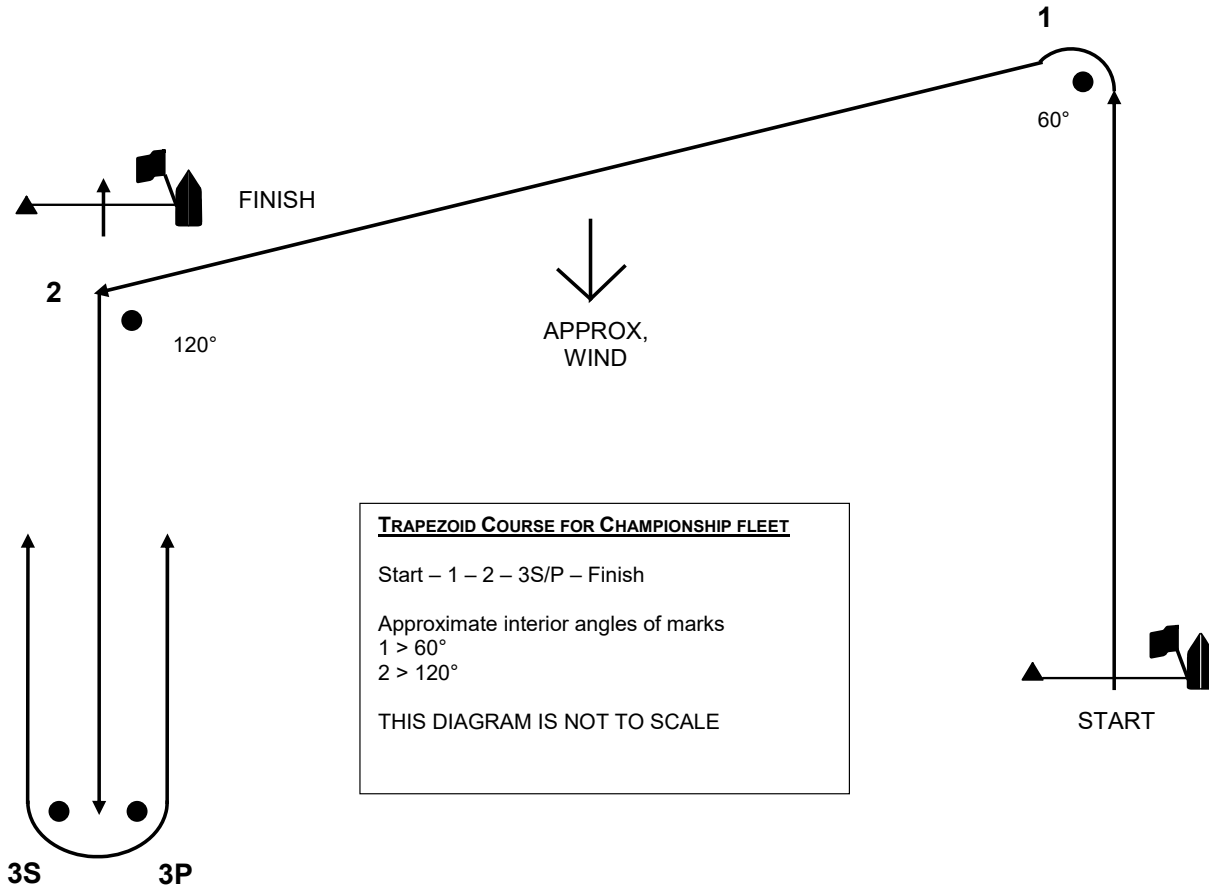 1
60°
FINISH
2
120°
APPROX,
WIND
TRAPEZOID COURSE FOR CHAMPIONSHIP FLEET
Start – 1 – 2 – 3S/P – Finish
Approximate interior angles of marks
1 > 60°
2 > 120°
THIS DIAGRAM IS NOT TO SCALE
START
3S
3P